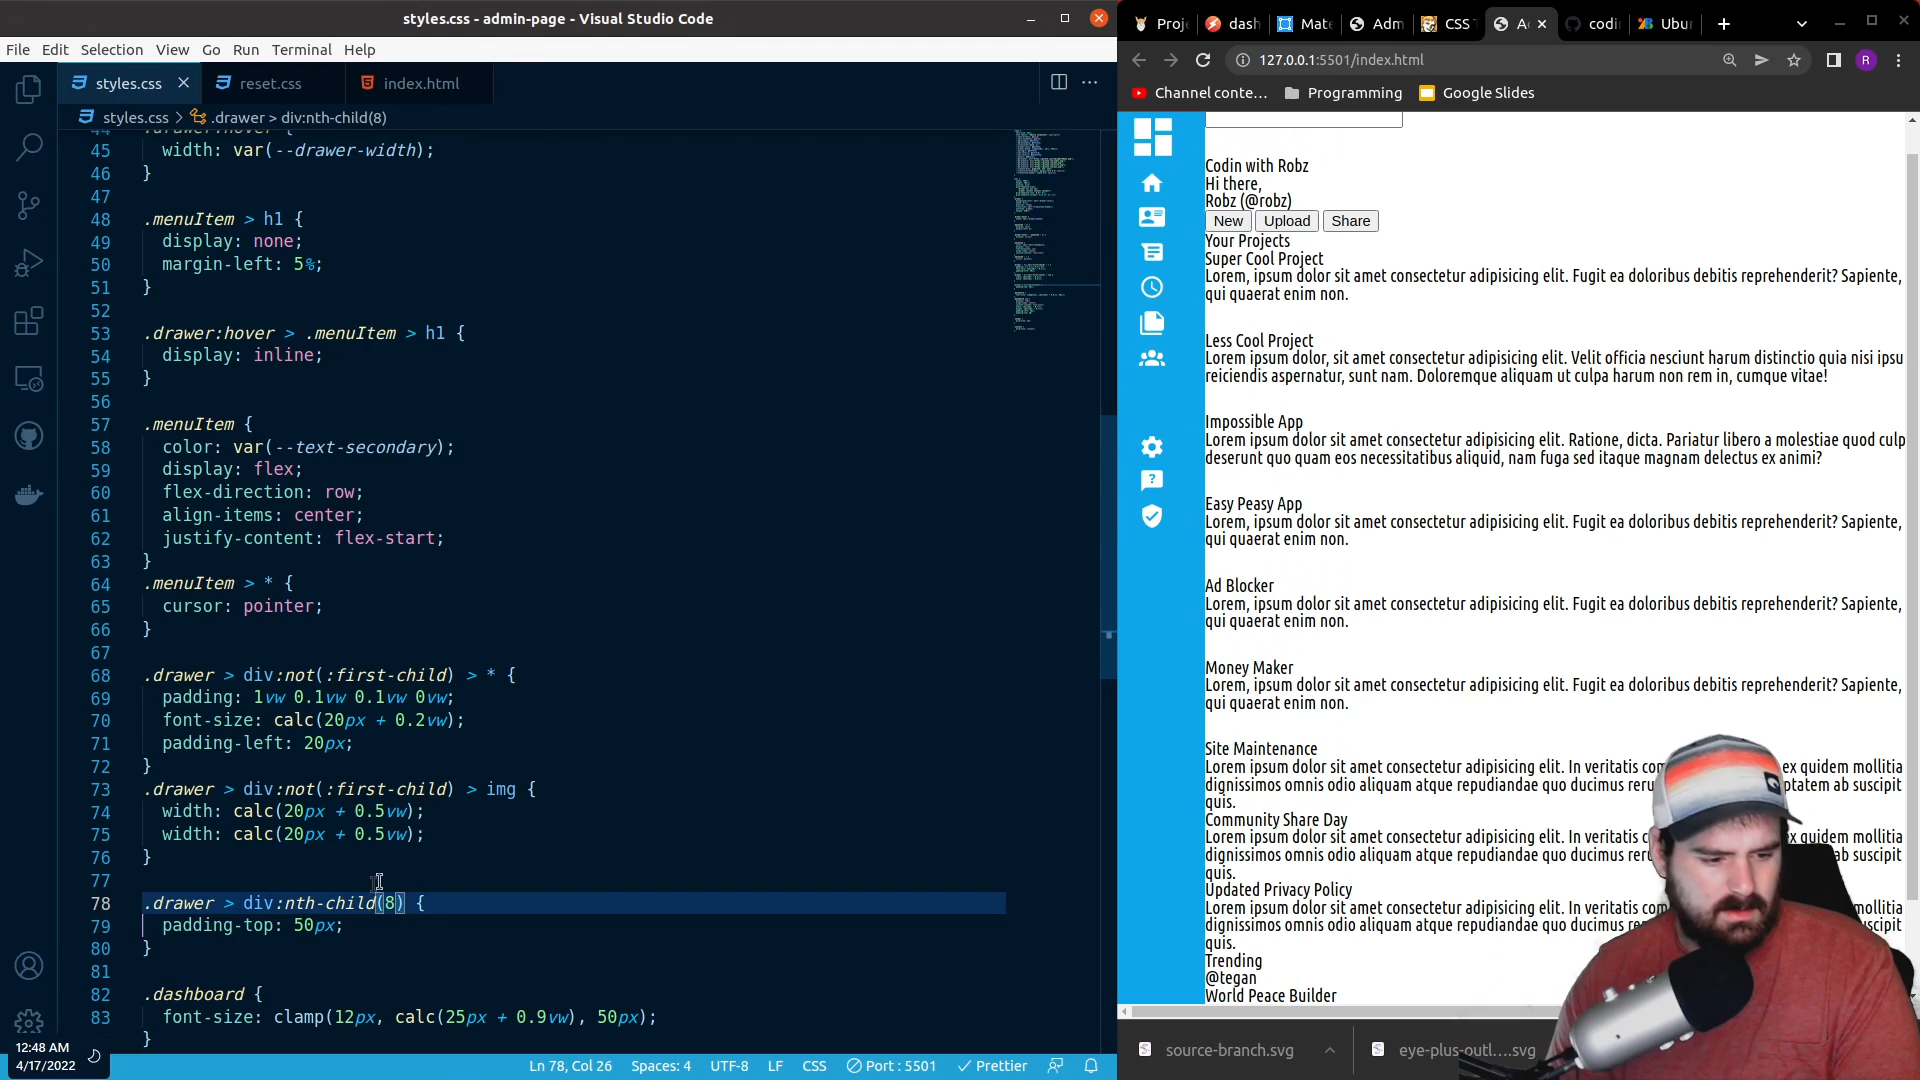 styles.css - admin-page - Visual Studio Code
File Edit Selection View Go Run Terminal Help
styles.css
reset.css
index.html
styles.css > .drawer > div:nth-child(8)
45 width: var(--drawer-width);
46 }
47
48 .menuItem > h1 {
49 display: none;
50 margin-left: 5%;
51 }
52
53 .drawer:hover > .menuItem > h1 {
54 display: inline;
55 }
56
57 .menuItem {
58 color: var(--text-secondary);
59 display: flex;
60 flex-direction: row;
61 align-items: center;
62 justify-content: flex-start;
63 }
64 .menuItem > * {
65 cursor: pointer;
66 }
67
68 .drawer > div:not(:first-child) > * {
69 padding: 1vw 0.1vw 0.1vw 0vw;
70 font-size: calc(20px + 0.2vw);
71 padding-left: 20px;
72 }
73 .drawer > div:not(:first-child) > img {
74 width: calc(20px + 0.5vw);
75 width: calc(20px + 0.5vw);
76 }
77
78 .drawer > div:nth-child(8) {
79 padding-top: 50px;
80 }
81
82 .dashboard {
83 font-size: clamp(12px, calc(25px + 0.9vw), 50px);
}
12:48 AM
4/17/2022
Ln 78, Col 26 Spaces: 4 UTF-8 LF CSS Port : 5501 Prettier
Proj dash Mate Adm CSS A codi Ubu
127.0.0.1:5501/index.html
R
Channel conte... Programming Google Slides
Codin with Robz
Hi there,
Robz (@robz)
New Upload Share
Your Projects
Super Cool Project
Lorem, ipsum dolor sit amet consectetur adipisicing elit. Fugit ea doloribus debitis reprehenderit? Sapiente,
qui quaerat enim non.
Less Cool Project
Lorem ipsum dolor, sit amet consectetur adipisicing elit. Velit officia nesciunt harum distinctio quia nisi ipsu
reiciendis aspernatur, sunt nam. Doloremque aliquam ut culpa harum non rem in, cumque vitae!
Impossible App
Lorem ipsum dolor sit amet consectetur adipisicing elit. Ratione, dicta. Pariatur libero a molestiae quod culp
deserunt quo quam eos necessitatibus aliquid, nam fuga sed itaque magnam delectus ex animi?
Easy Peasy App
Lorem, ipsum dolor sit amet consectetur adipisicing elit. Fugit ea doloribus debitis reprehenderit? Sapiente,
qui quaerat enim non.
Ad Blocker
Lorem, ipsum dolor sit amet consectetur adipisicing elit. Fugit ea doloribus debitis reprehenderit? Sapiente,
qui quaerat enim non.
Money Maker
Lorem, ipsum dolor sit amet consectetur adipisicing elit. Fugit ea doloribus debitis reprehenderit? Sapiente,
qui quaerat enim non.
Site Maintenance
Lorem ipsum dolor sit amet consectetur adipisicing elit. In veritatis com ex quidem mollitia
dignissimos omnis odio aliquam atque repudiandae quo ducimus reru ptatem ab suscipit
quis.
Community Share Day
Lorem ipsum dolor sit amet consectetur adipisicing elit. In veritatis c ex quidem mollitia
dignissimos omnis odio aliquam atque repudiandae quo ducimus rer suscipit
quis.
Updated Privacy Policy
Lorem ipsum dolor sit amet consectetur adipisicing elit. In veritatis com mollitia
dignissimos omnis odio aliquam atque repudiandae quo ducimus re suscipit
quis.
Trending
@tegan
World Peace Builder
source-branch.svg
eye-plus-outl....svg